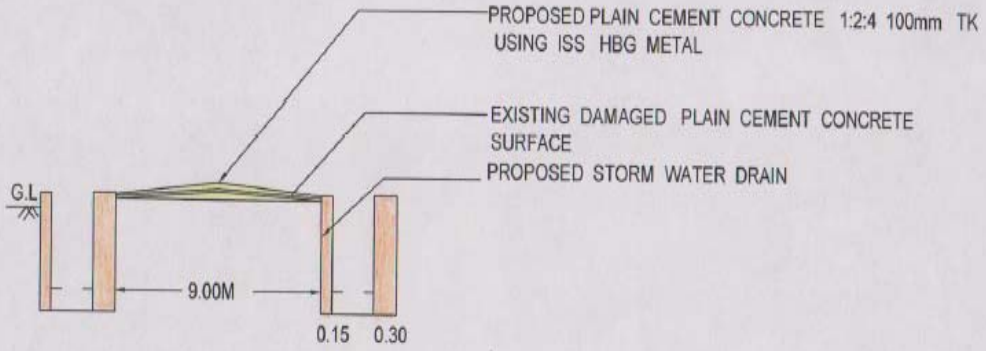 PROPOSED PLAIN CEMENT CONCRETE 1:2:4 100mm TK
USING ISS HBG METAL
EXISTING DAMAGED PLAIN CEMENT CONCRETE
SURFACE
PROPOSED STORM WATER DRAIN
G.L
9.00M
0.15 0.30